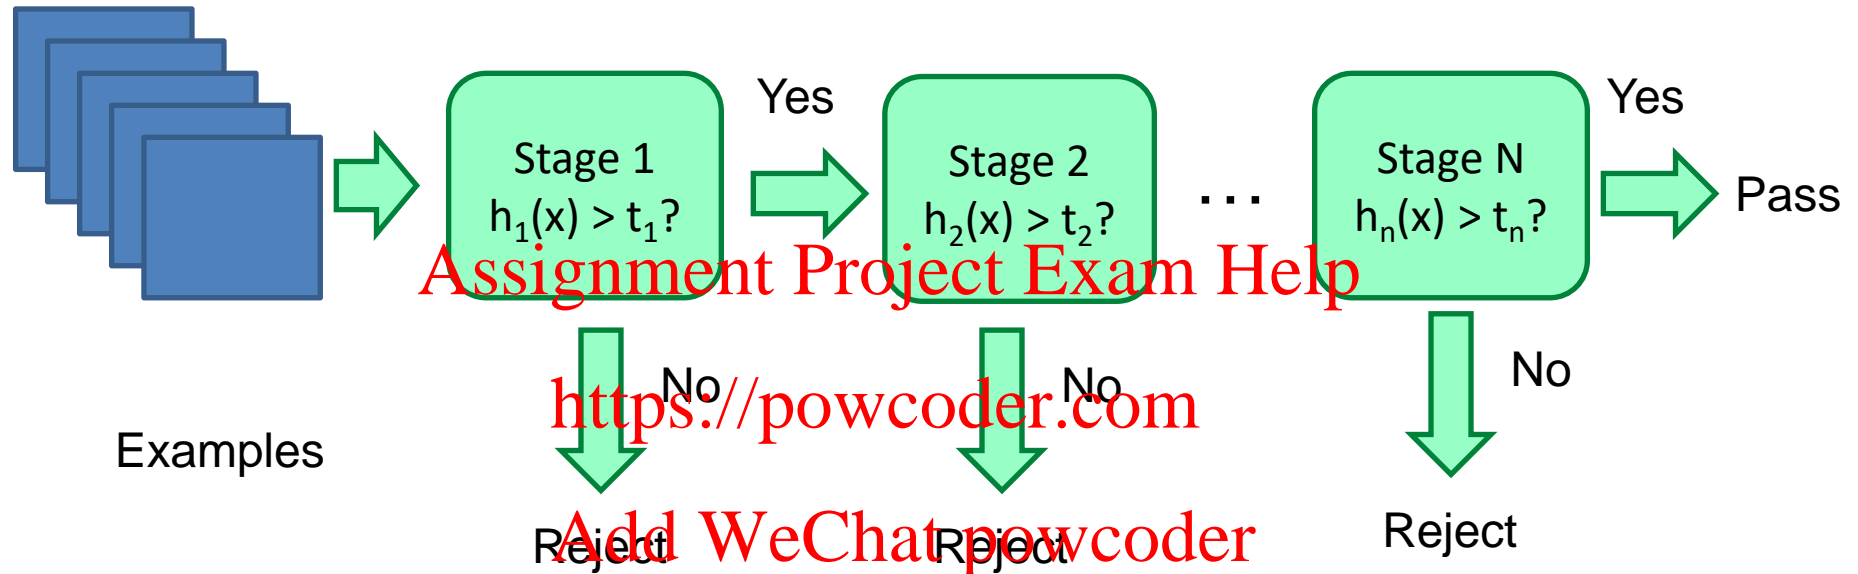 Yes
Yes
Stage 1
h₁(x) > t₁?
Stage 2
h₂(x) > t₂?
...
Stage N
hₙ(x) > tₙ?
Pass
Assignment Project Exam Help
No
No
No
https://powcoder.com
Examples
Reject
Reject
Reject
Add WeChat powcoder